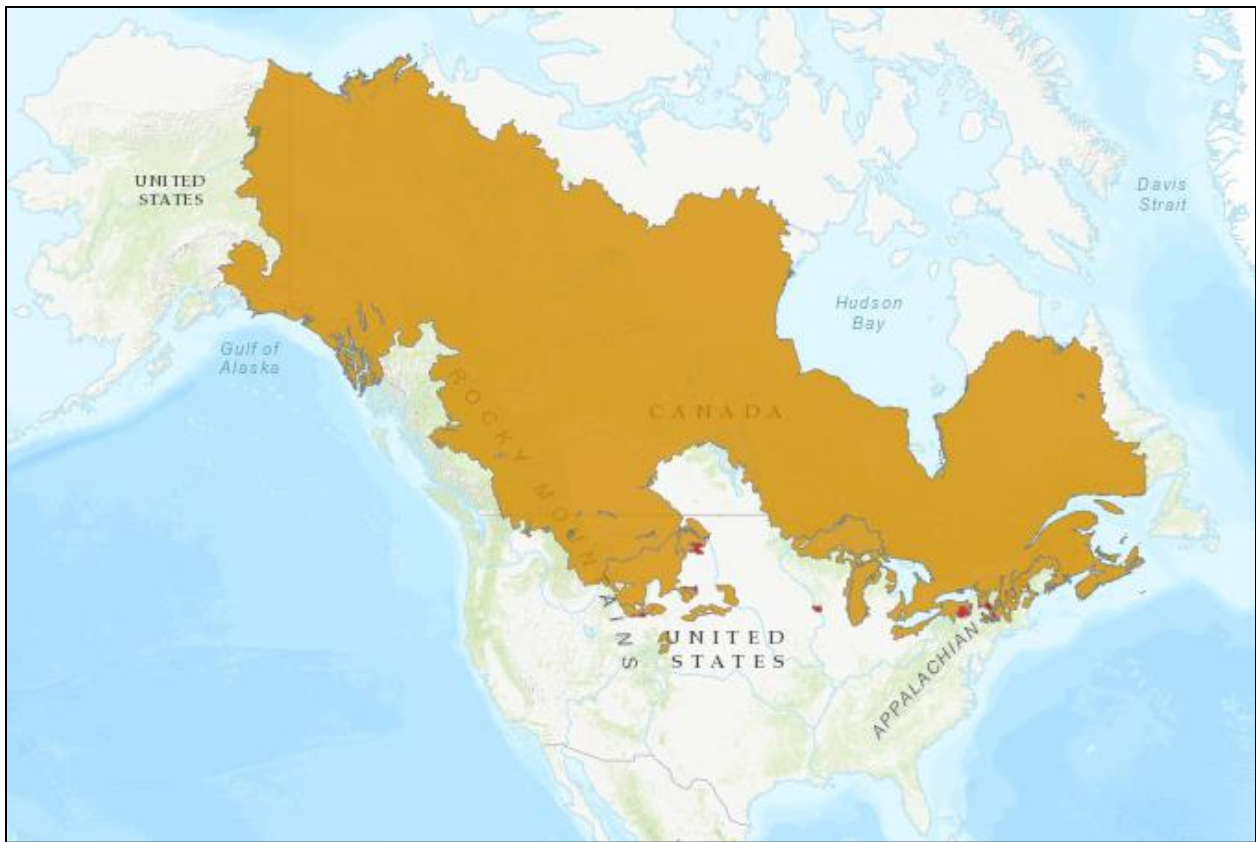 UNITED
STATES
Davis
Strait
Hudson
Bay
Gulf of
Alaska
CANADA
ROCKY MOUNTAINS
UNITED
STATES
APPALACHIAN